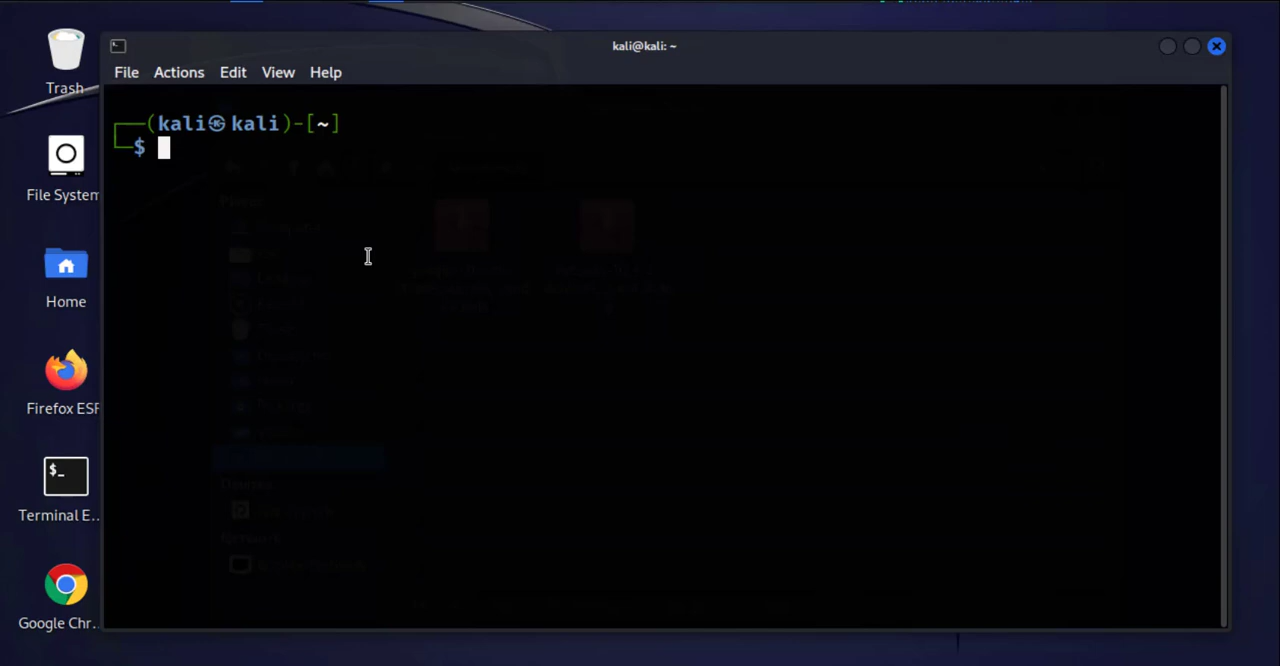 kali@kali: ~
File Actions Edit View Help
┌──(kali㉿kali)-[~]
└─$
Trash
File System
Home
Firefox ESR
$_
Terminal E...
Google Chr...